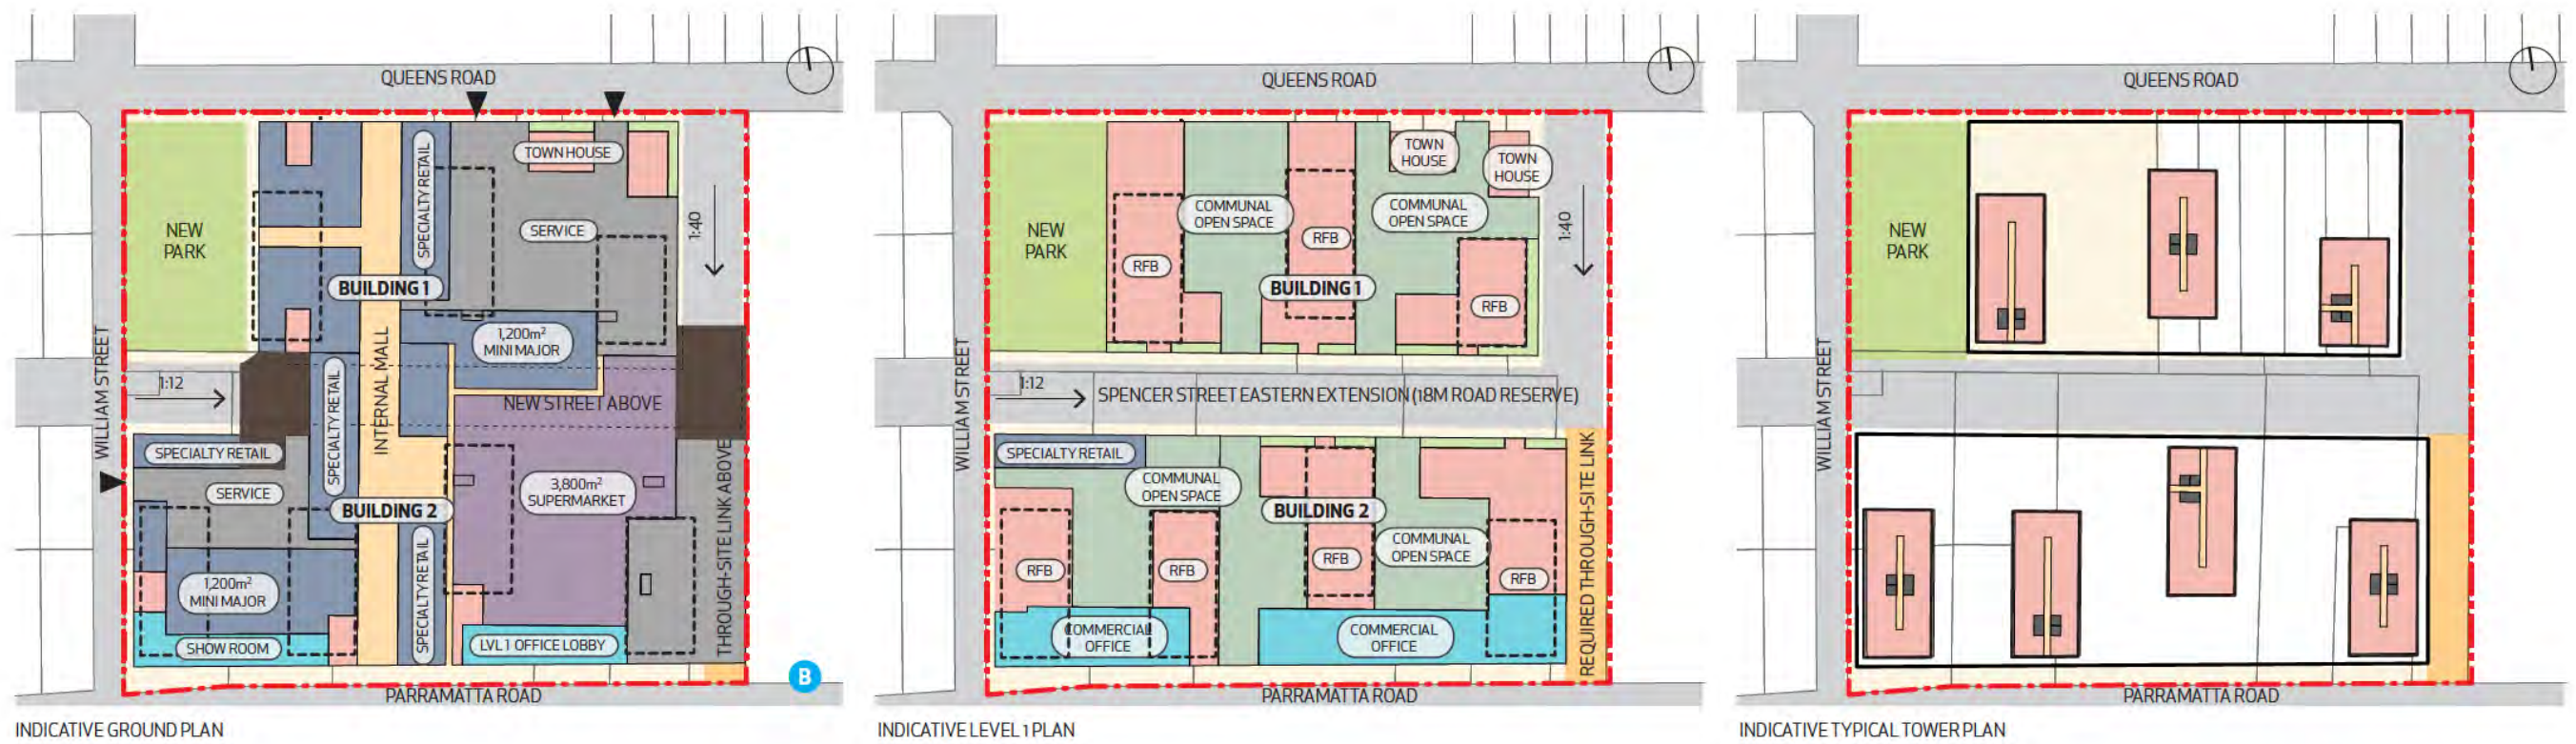 QUEENS ROAD
TOWN HOUSE
SPECIALTY RETAIL
NEW
PARK
SERVICE
1:40
BUILDING 1
1,200m²
MINI MAJOR
WILLIAM STREET
INTERNAL MALL
1:12
SPECIALTY RETAIL
NEW STREET ABOVE
SPECIALTY RETAIL
SERVICE
3,800m²
SUPERMARKET
BUILDING 2
THROUGH-SITE LINK ABOVE
1,200m²
MINI MAJOR
SPECIALTY RETAIL
SHOW ROOM
LVL 1 OFFICE LOBBY
B
PARRAMATTA ROAD
INDICATIVE GROUND PLAN
QUEENS ROAD
TOWN
HOUSE
TOWN
HOUSE
COMMUNAL
OPEN SPACE
COMMUNAL
OPEN SPACE
NEW
PARK
RFB
RFB
1:40
BUILDING 1
RFB
WILLIAM STREET
1:12
SPENCER STREET EASTERN EXTENSION (18M ROAD RESERVE)
SPECIALTY RETAIL
COMMUNAL
OPEN SPACE
BUILDING 2
COMMUNAL
OPEN SPACE
RFB
RFB
RFB
RFB
REQUIRED THROUGH-SITE LINK
COMMERCIAL
OFFICE
COMMERCIAL
OFFICE
PARRAMATTA ROAD
INDICATIVE LEVEL 1 PLAN
QUEENS ROAD
NEW
PARK
WILLIAM STREET
PARRAMATTA ROAD
INDICATIVE TYPICAL TOWER PLAN